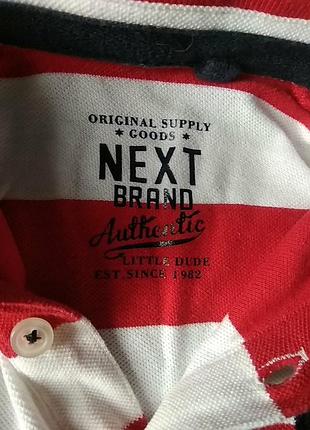 ORIGINAL SUPPLY
★ GOODS ★
NEXT
BRAND
Authentic
LITTLE DUDE
EST. SINCE 1982